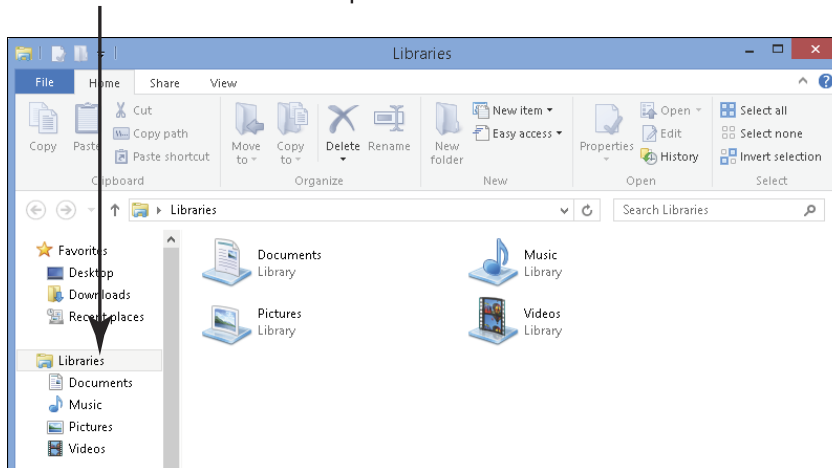 Libraries
File Home Share View
Copy
Paste
Cut
Copy path
Paste shortcut
Clipboard
Move to
Copy to
Delete
Rename
Organize
New folder
New item
Easy access
New
Properties
Open
Edit
History
Open
Select all
Select none
Invert selection
Select
Libraries
Search Libraries
Favorites
Desktop
Downloads
Recent places
Libraries
Documents
Music
Pictures
Videos
Documents
Library
Music
Library
Pictures
Library
Videos
Library